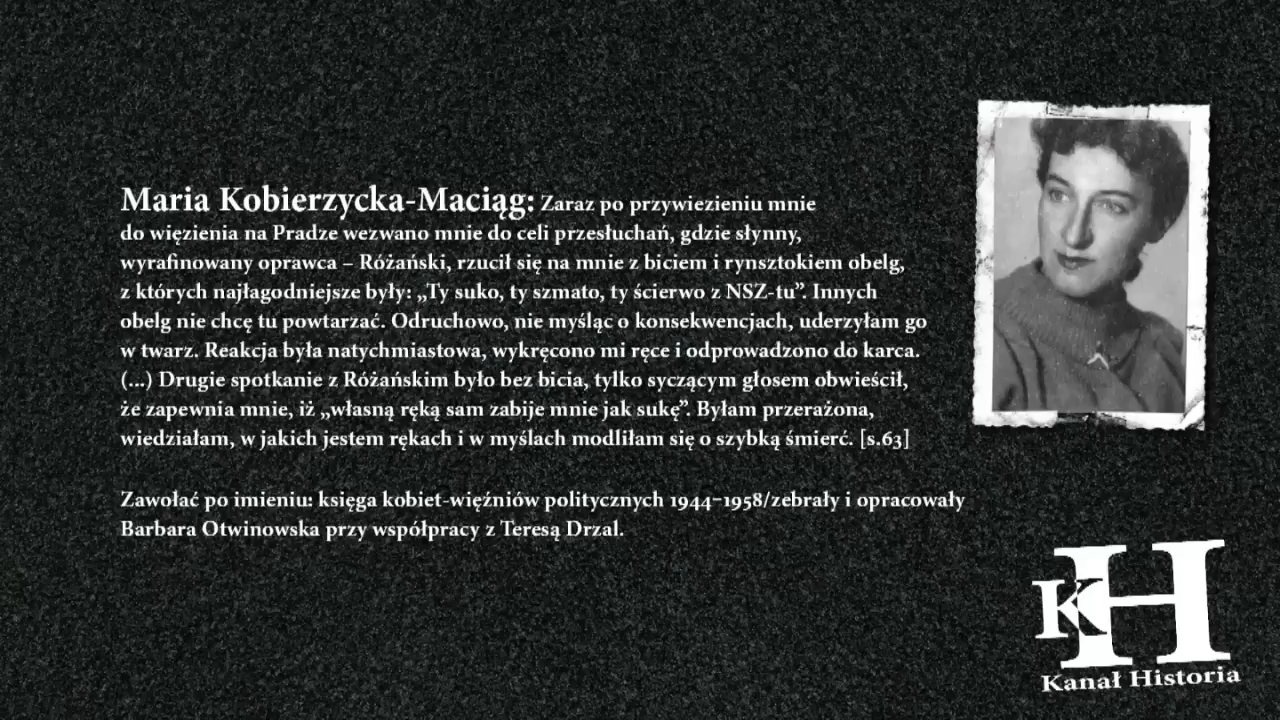 Maria Kobierzycka-Maciąg: Zaraz po przywiezieniu mnie
do więzienia na Pradze wezwano mnie do celi przesłuchań, gdzie słynny,
wyrafinowany oprawca – Różański, rzucił się na mnie z biciem i rynsztokiem obelg,
z których najłagodniejsze były: „Ty suko, ty szmato, ty ścierwo z NSZ-tu”. Innych
obelg nie chcę tu powtarzać. Odruchowo, nie myśląc o konsekwencjach, uderzyłam go
w twarz. Reakcja była natychmiastowa, wykręcono mi ręce i odprowadzono do karca.
(...) Drugie spotkanie z Różańskim było bez bicia, tylko syczącym głosem obwieścił,
że zapewnia mnie, iż „własną ręką sam zabije mnie jak sukę”. Byłam przerażona,
wiedziałam, w jakich jestem rękach i w myślach modliłam się o szybką śmierć. [s.63]
Zawołać po imieniu: księga kobiet-więźniów politycznych 1944–1958/zebrały i opracowały
Barbara Otwinowska przy współpracy z Teresą Drzal.
KH
Kanał Historia